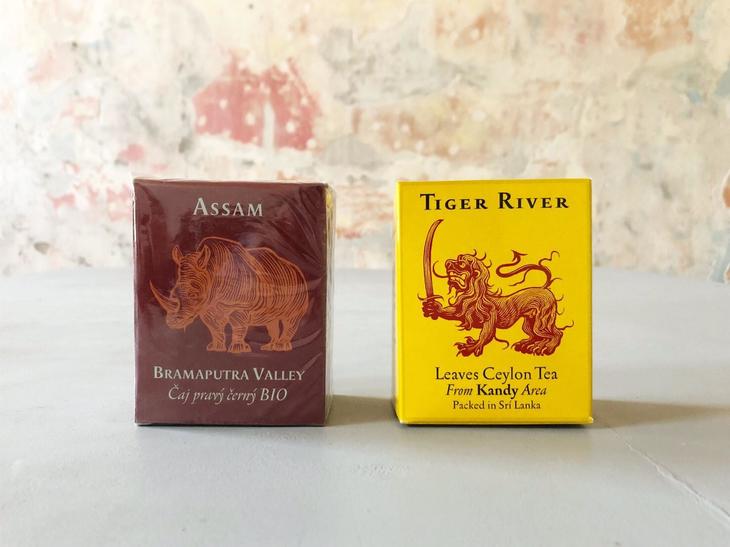 Assam
Bramaputra Valley
Čaj pravý černý BIO
Tiger River
Leaves Ceylon Tea
From Kandy Area
Packed in Sri Lanka